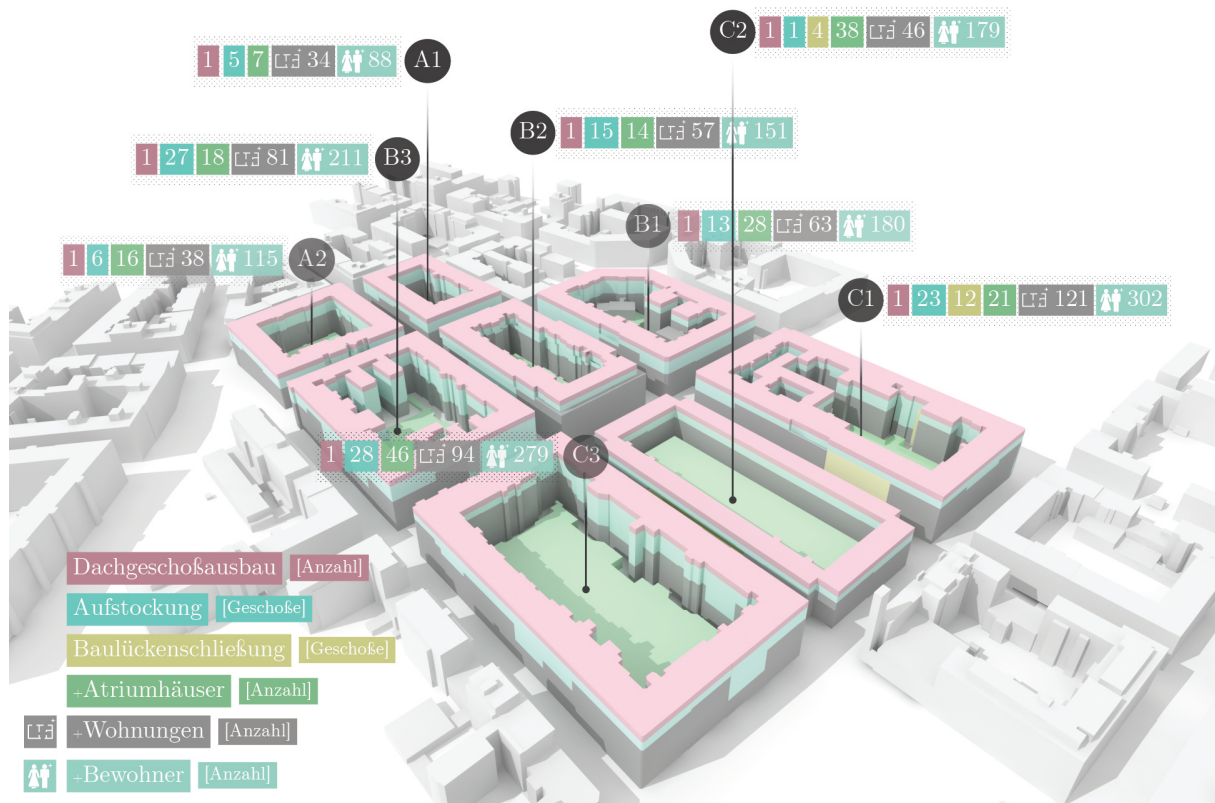 C2 1 1 4 38 46 179
1 5 7 34 88 A1
B2 1 15 14 57 151
1 27 18 81 211 B3
B1 1 13 28 63 180
1 6 16 38 115 A2
C1 1 23 12 21 121 302
1 28 46 94 279 C3
Dachgeschoßausbau [Anzahl]
Aufstockung [Geschoße]
Baulückenschließung [Geschoße]
+Atriumhäuser [Anzahl]
+Wohnungen [Anzahl]
+Bewohner [Anzahl]